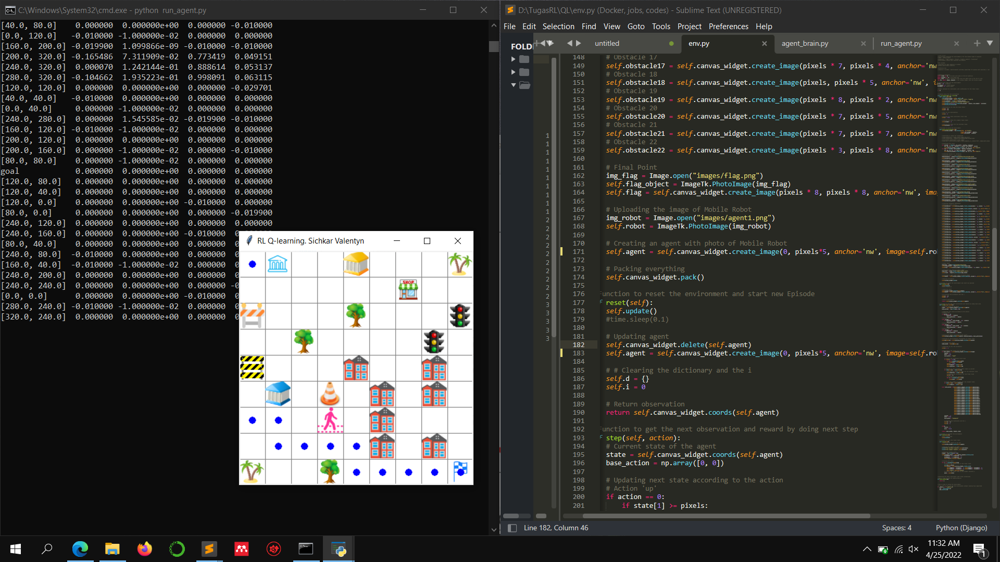 C:\Windows\System32\cmd.exe - python run_agent.py
[40.0, 80.0] 0.000000 0.000000e+00 0.000000 -0.010000
[0.0, 120.0] -0.010000 -1.000000e-02 0.000000 0.000000
[160.0, 200.0] -0.019900 1.099866e-09 -0.010000 -0.010000
[200.0, 320.0] -0.165486 7.311909e-02 0.773419 0.049151
[240.0, 320.0] 0.000070 1.242144e-01 0.888614 0.053137
[280.0, 320.0] -0.104662 1.935223e-01 0.998091 0.063115
[120.0, 120.0] 0.000000 0.000000e+00 0.000000 -0.029701
[40.0, 40.0] -0.010000 0.000000e+00 0.000000 0.000000
[0.0, 40.0] 0.000000 -1.000000e-02 0.000000 0.000000
[240.0, 280.0] 0.000000 1.545585e-02 -0.019900 -0.010000
[160.0, 120.0] -0.010000 -1.000000e-02 0.000000 0.000000
[200.0, 120.0] 0.000000 0.000000e+00 0.000000 0.000000
[200.0, 160.0] 0.000000 -1.000000e-02 0.000000 -0.010000
[80.0, 80.0] 0.000000 -1.000000e-02 0.000000 0.000000
goal 0.000000 0.000000e+00 0.000000 0.000000
[120.0, 80.0] 0.000000 0.000000e+00 0.000000 0.000000
[120.0, 40.0] 0.000000 0.000000e+00 0.000000 0.000000
[120.0, 0.0] 0.000000 0.000000e+00 -0.010000 0.000000
[80.0, 0.0] 0.000000 0.000000e+00 0.000000 -0.019900
[240.0, 120.0] 0.000000 0.000000e+00 0.000000 0.000000
[240.0, 160.0] 0.000000 0.000000e+00 -0.010000
[80.0, 40.0] 0.000000 0.000000e+00 0.000000
[240.0, 80.0] -0.010000 0.000000e+00 0.000000 0
[160.0, 40.0] -0.010000 -1.000000e-02 0.000000 0
[240.0, 200.0] 0.000000 0.000000e+00 0.000000 0
[240.0, 240.0] 0.000000 0.000000e+00 0.000000 -0
[0.0, 0.0] 0.000000 0.000000e+00 -0.010000 0
[280.0, 240.0] -0.010000 -1.000000e-02 0.000000 0
[320.0, 240.0] 0.000000 0.000000e+00 0.000000 0
RL Q-learning. Sichkar Valentyn
SHOP
D:\TugasRL\QL\env.py (Docker, jobs, codes) - Sublime Text (UNREGISTERED)
File Edit Selection Find View Goto Tools Project Preferences Help
FOLD
untitled env.py agent_brain.py run_agent.py
148 # Obstacle 17
149 self.obstacle17 = self.canvas_widget.create_image(pixels * 7, pixels * 4, anchor='nw
150 # Obstacle 18
151 self.obstacle18 = self.canvas_widget.create_image(pixels, pixels * 5, anchor='nw', i
152 # Obstacle 19
153 self.obstacle19 = self.canvas_widget.create_image(pixels * 8, pixels * 2, anchor='nw
154 # Obstacle 20
155 self.obstacle20 = self.canvas_widget.create_image(pixels * 7, pixels * 5, anchor='nw
156 # Obstacle 21
157 self.obstacle21 = self.canvas_widget.create_image(pixels * 7, pixels * 7, anchor='nw
158 # Obstacle 22
159 self.obstacle22 = self.canvas_widget.create_image(pixels * 3, pixels * 8, anchor='nw
160
161 # Final Point
162 img_flag = Image.open("images/flag.png")
163 self.flag_object = ImageTk.PhotoImage(img_flag)
164 self.flag = self.canvas_widget.create_image(pixels * 8, pixels * 8, anchor='nw', ima
165
166 # Uploading the image of Mobile Robot
167 img_robot = Image.open("images/agent1.png")
168 self.robot = ImageTk.PhotoImage(img_robot)
169
170 # Creating an agent with photo of Mobile Robot
171 self.agent = self.canvas_widget.create_image(0, pixels*5, anchor='nw', image=self.ro
172
173 # Packing everything
174 self.canvas_widget.pack()
175
176 Function to reset the environment and start new Episode
177 f reset(self):
178 self.update()
179 #time.sleep(0.1)
180
181 # Updating agent
182 self.canvas_widget.delete(self.agent)
183 self.agent = self.canvas_widget.create_image(0, pixels*5, anchor='nw', image=self.ro
184
185 # # Clearing the dictionary and the i
186 self.d = {}
187 self.i = 0
188
189 # Return observation
190 return self.canvas_widget.coords(self.agent)
191
192 Function to get the next observation and reward by doing next step
193 f step(self, action):
194 # Current state of the agent
195 state = self.canvas_widget.coords(self.agent)
196 base_action = np.array([0, 0])
197
198 # Updating next state according to the action
199 # Action 'up'
200 if action == 0:
201 if state[1] >= pixels:
Line 182, Column 46 Spaces: 4 Python (Django)
11:32 AM
4/25/2022
1